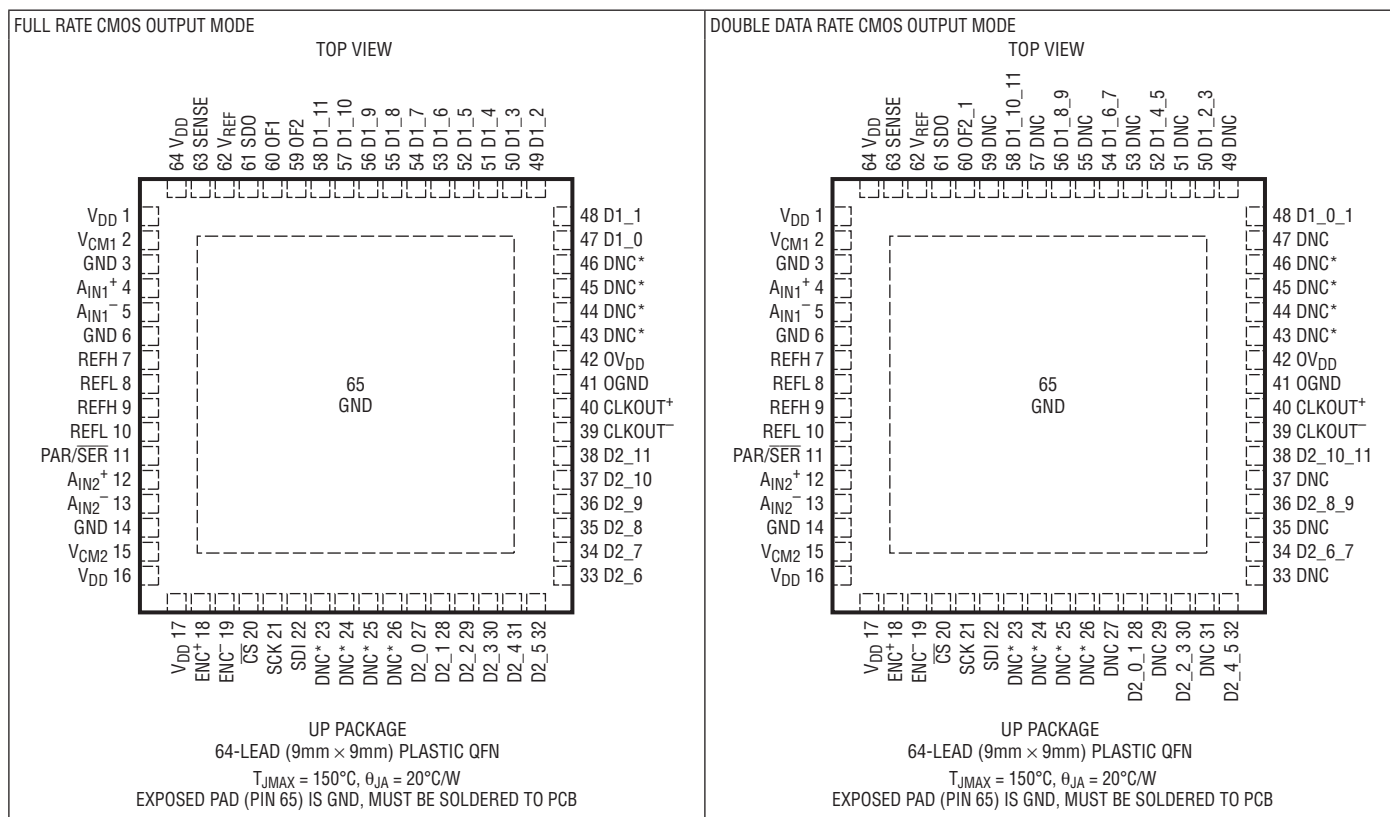 FULL RATE CMOS OUTPUT MODE
TOP VIEW
64 VDD
63 SENSE
62 VREF
61 SDO
60 OF1
59 OF2
58 D1_11
57 D1_10
56 D1_9
55 D1_8
54 D1_7
53 D1_6
52 D1_5
51 D1_4
50 D1_3
49 D1_2
VDD 1
VCM1 2
GND 3
AIN1+ 4
AIN1– 5
GND 6
REFH 7
REFL 8
REFH 9
REFL 10
PAR/SER 11
AIN2+ 12
AIN2– 13
GND 14
VCM2 15
VDD 16
65
GND
48 D1_1
47 D1_0
46 DNC*
45 DNC*
44 DNC*
43 DNC*
42 OVDD
41 OGND
40 CLKOUT+
39 CLKOUT–
38 D2_11
37 D2_10
36 D2_9
35 D2_8
34 D2_7
33 D2_6
VDD 17
ENC+ 18
ENC– 19
CS 20
SCK 21
SDI 22
DNC* 23
DNC* 24
DNC* 25
DNC* 26
D2_0 27
D2_1 28
D2_2 29
D2_3 30
D2_4 31
D2_5 32
UP PACKAGE
64-LEAD (9mm × 9mm) PLASTIC QFN
TJMAX = 150°C, θJA = 20°C/W
EXPOSED PAD (PIN 65) IS GND, MUST BE SOLDERED TO PCB
DOUBLE DATA RATE CMOS OUTPUT MODE
TOP VIEW
64 VDD
63 SENSE
62 VREF
61 SDO
60 OF2_1
59 DNC
58 D1_10_11
57 DNC
56 D1_8_9
55 DNC
54 D1_6_7
53 DNC
52 D1_4_5
51 DNC
50 D1_2_3
49 DNC
VDD 1
VCM1 2
GND 3
AIN1+ 4
AIN1– 5
GND 6
REFH 7
REFL 8
REFH 9
REFL 10
PAR/SER 11
AIN2+ 12
AIN2– 13
GND 14
VCM2 15
VDD 16
65
GND
48 D1_0_1
47 DNC
46 DNC*
45 DNC*
44 DNC*
43 DNC*
42 OVDD
41 OGND
40 CLKOUT+
39 CLKOUT–
38 D2_10_11
37 DNC
36 D2_8_9
35 DNC
34 D2_6_7
33 DNC
VDD 17
ENC+ 18
ENC– 19
CS 20
SCK 21
SDI 22
DNC* 23
DNC* 24
DNC* 25
DNC* 26
DNC 27
D2_0_1 28
DNC 29
D2_2_3 30
DNC 31
D2_4_5 32
UP PACKAGE
64-LEAD (9mm × 9mm) PLASTIC QFN
TJMAX = 150°C, θJA = 20°C/W
EXPOSED PAD (PIN 65) IS GND, MUST BE SOLDERED TO PCB